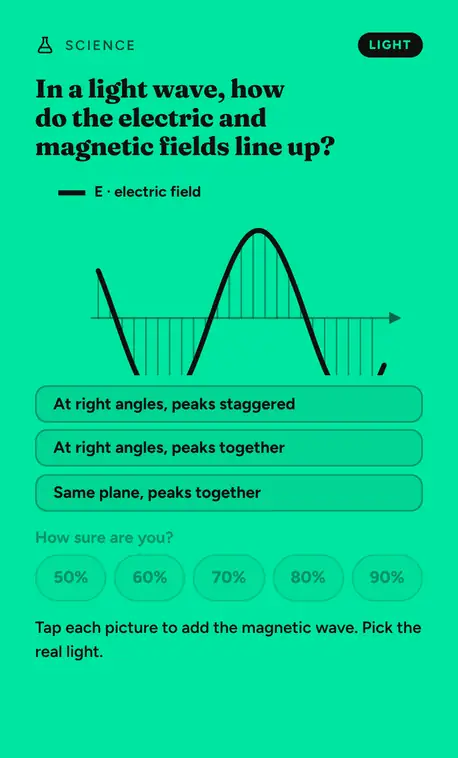 SCIENCE
LIGHT
In a light wave, how
do the electric and
magnetic fields line up?
E · electric field
At right angles, peaks staggered
At right angles, peaks together
Same plane, peaks together
How sure are you?
50% 60% 70% 80% 90%
Tap each picture to add the magnetic wave. Pick the
real light.